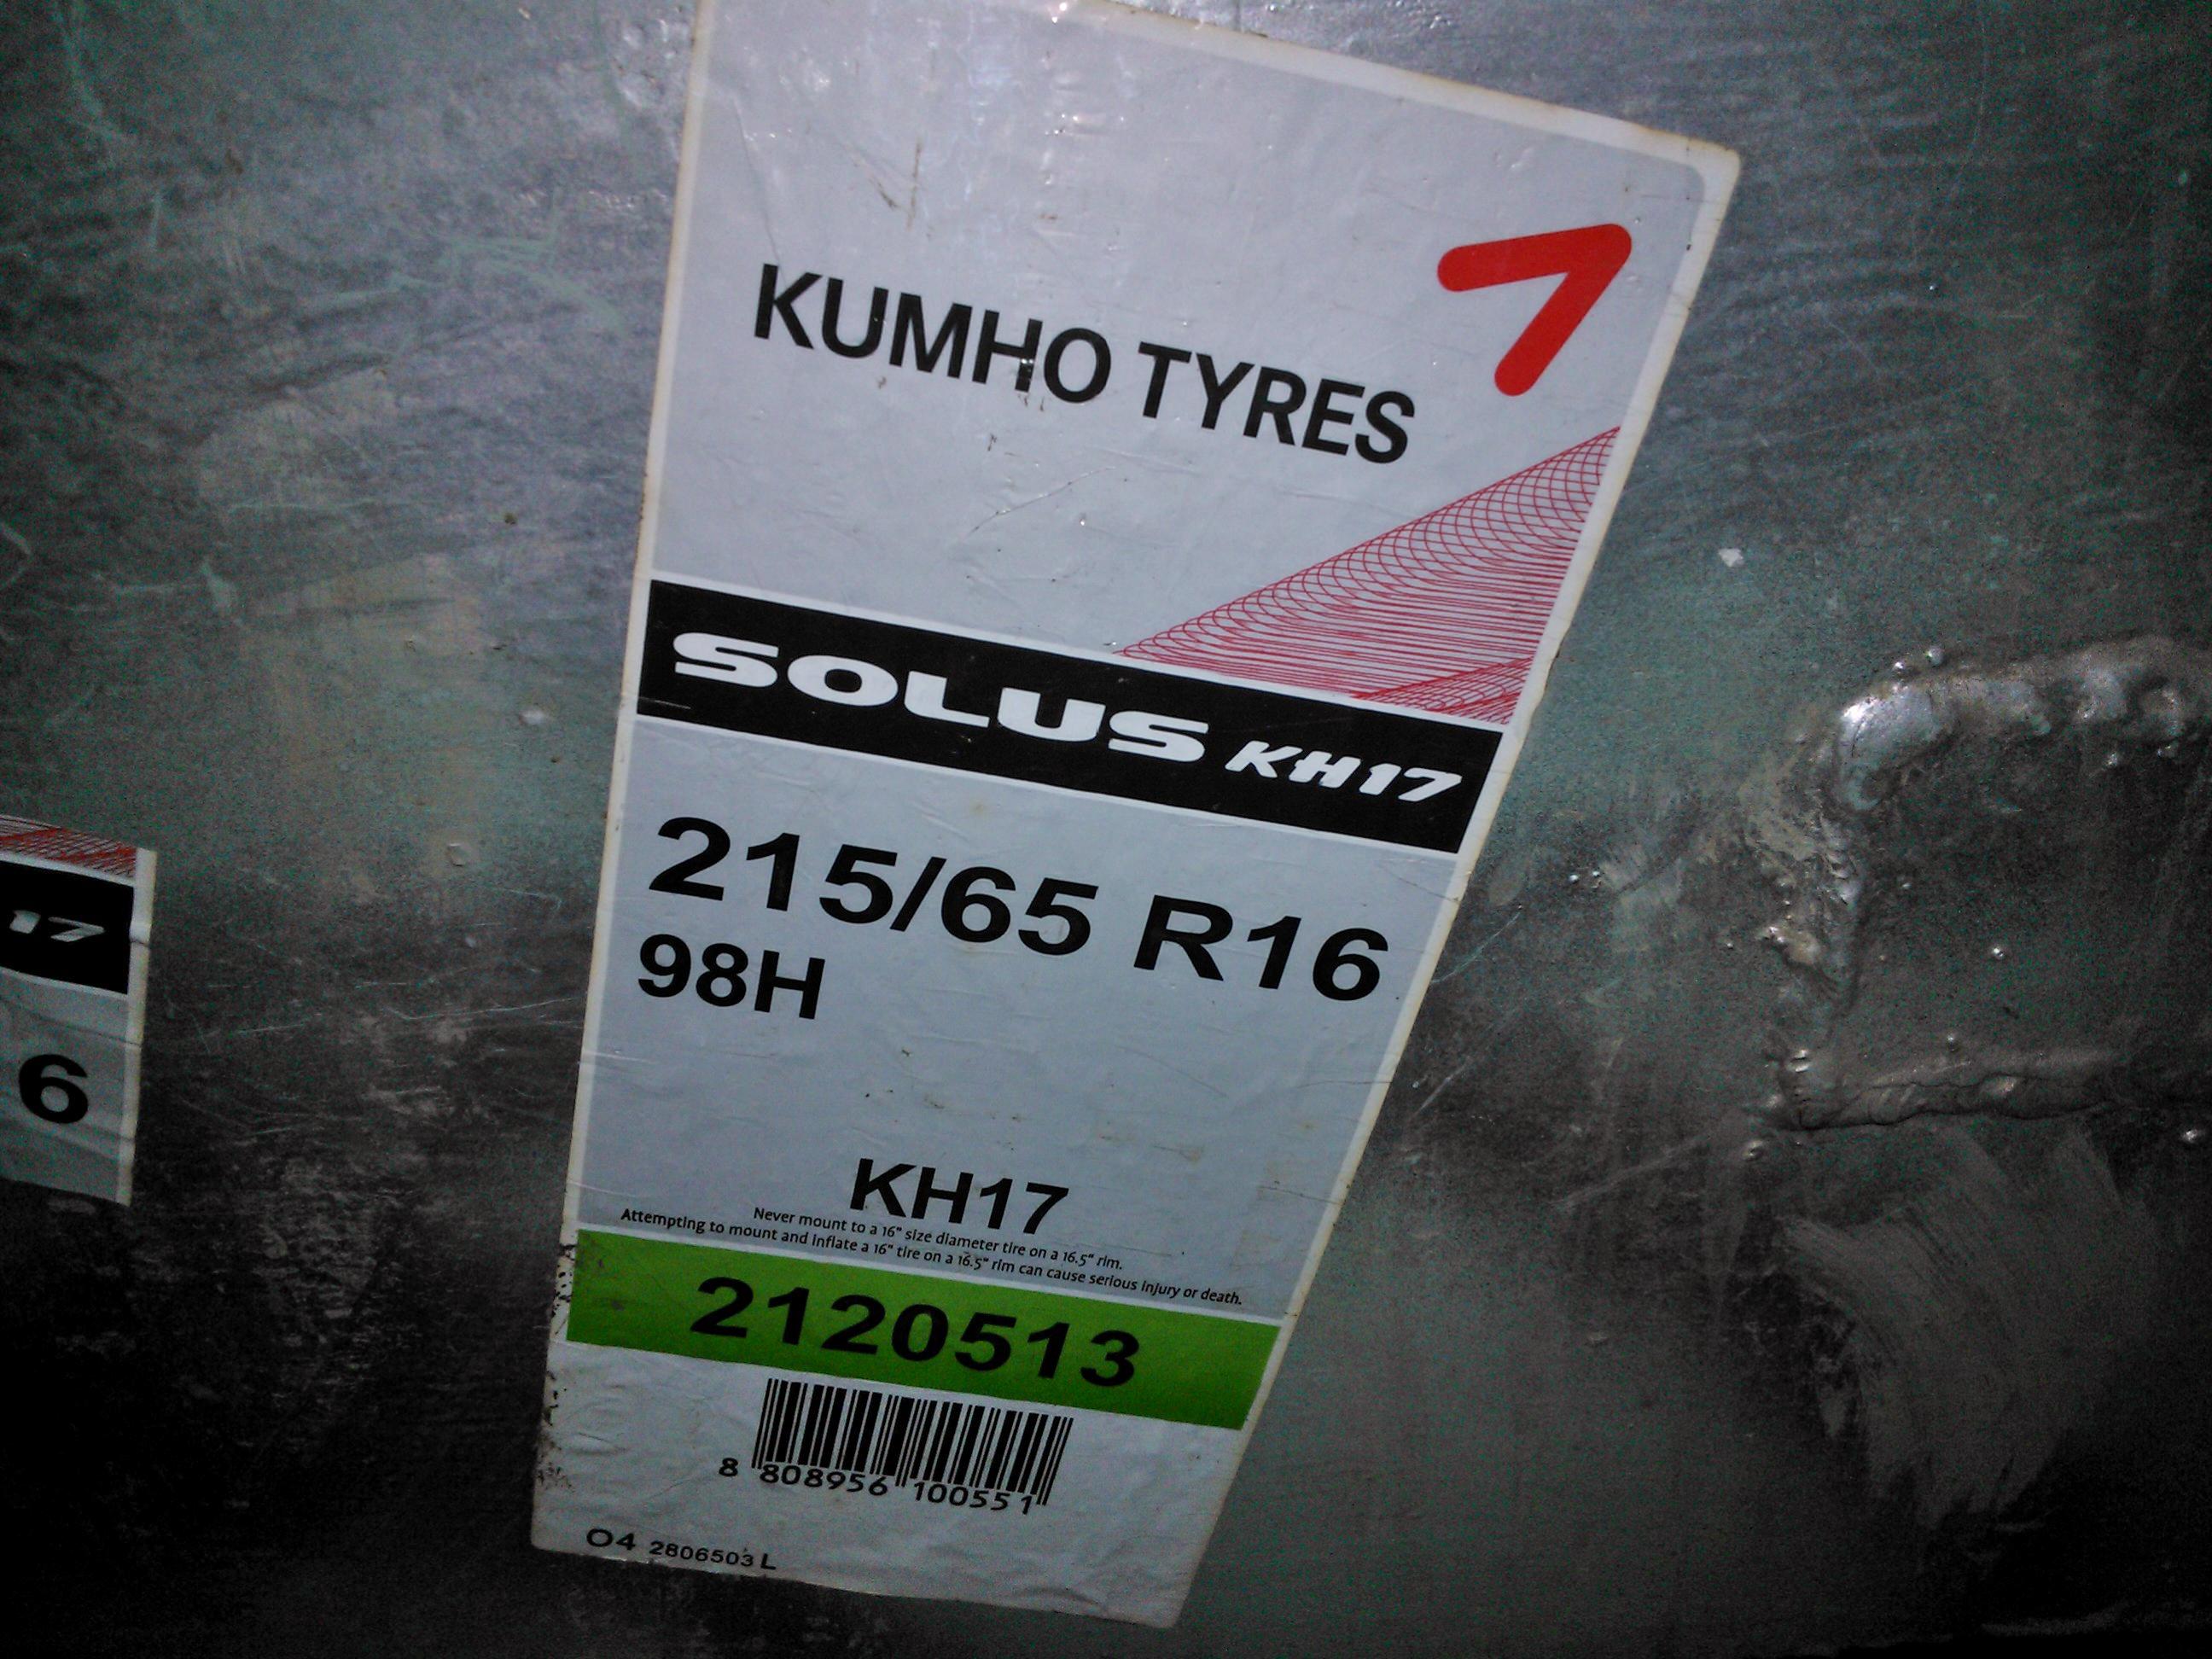 KUMHO TYRES
SOLUS KH17
215/65 R16
98H
KH17
Never mount to a 16" size diameter tire on a 16.5" rim.
Attempting to mount and inflate a 16" tire on a 16.5" rim can cause serious injury or death.
2120513
8 808956 100551
04 2806503 L
17
6